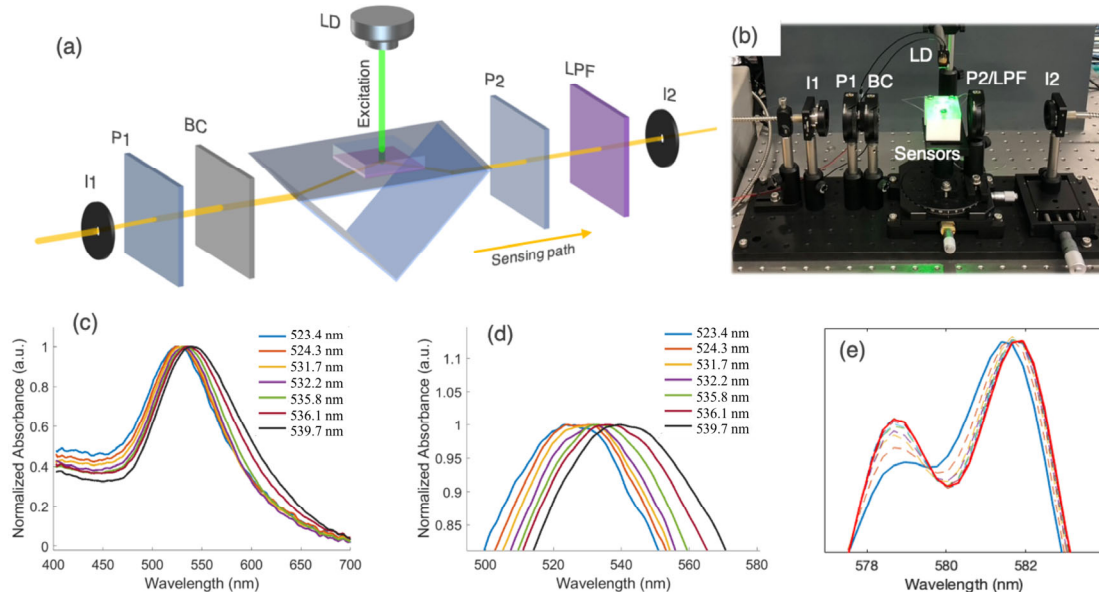 (a)
LD
Excitation
P2
LPF
I2
P1
BC
I1
Sensing path
(b)
LD
I1 P1 BC
P2/LPF
I2
Sensors
(c)
Normalized Absorbance (a.u.)
1
0.8
0.6
0.4
0.2
0
400 450 500 550 600 650 700
Wavelength (nm)
523.4 nm
524.3 nm
531.7 nm
532.2 nm
535.8 nm
536.1 nm
539.7 nm
(d)
Normalized Absorbance (a.u.)
1.1
1.05
1
0.95
0.9
0.85
500 520 540 560 580
Wavelength (nm)
523.4 nm
524.3 nm
531.7 nm
532.2 nm
535.8 nm
536.1 nm
539.7 nm
(e)
578 580 582
Wavelength (nm)